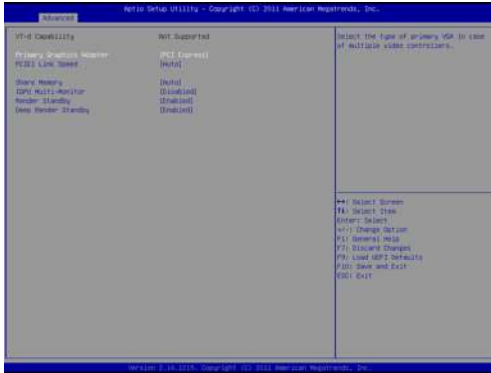 Aptio Setup Utility – Copyright (C) 2011 American Megatrends, Inc.
Advanced
VT-d Capability Not Supported
Primary Graphics Adapter [PCI Express]
PCIE1 Link Speed [Auto]
Share Memory [Auto]
IGPU Multi-Monitor [Disabled]
Render Standby [Enabled]
Deep Render Standby [Enabled]
Select the type of primary VGA in case
of multiple video controllers.
↔: Select Screen
↑↓: Select Item
Enter: Select
+/-: Change Option
F1: General Help
F7: Discard Changes
F9: Load UEFI Defaults
F10: Save and Exit
ESC: Exit
Version 2.14.1219. Copyright (C) 2011 American Megatrends, Inc.